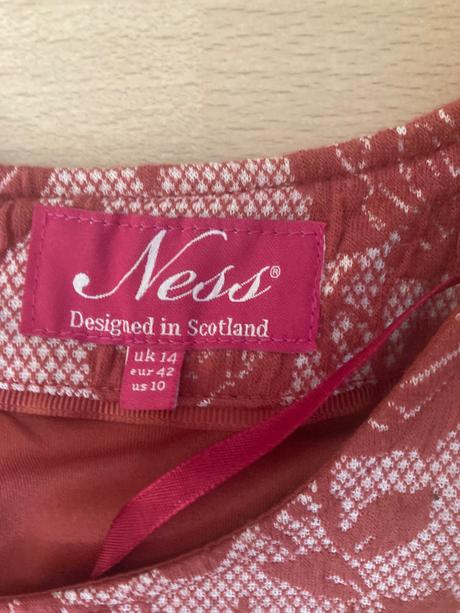 Ness®
Designed in Scotland
uk 14
eur 42
us 10